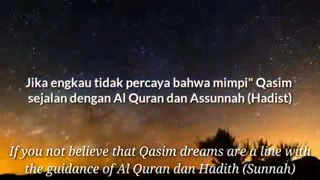 Jika engkau tidak percaya bahwa mimpi" Qasim
sejalan dengan Al Quran dan Assunnah (Hadist)
If you not believe that Qasim dreams are a line with
the guidance of Al Quran and Hadith (Sunnah)